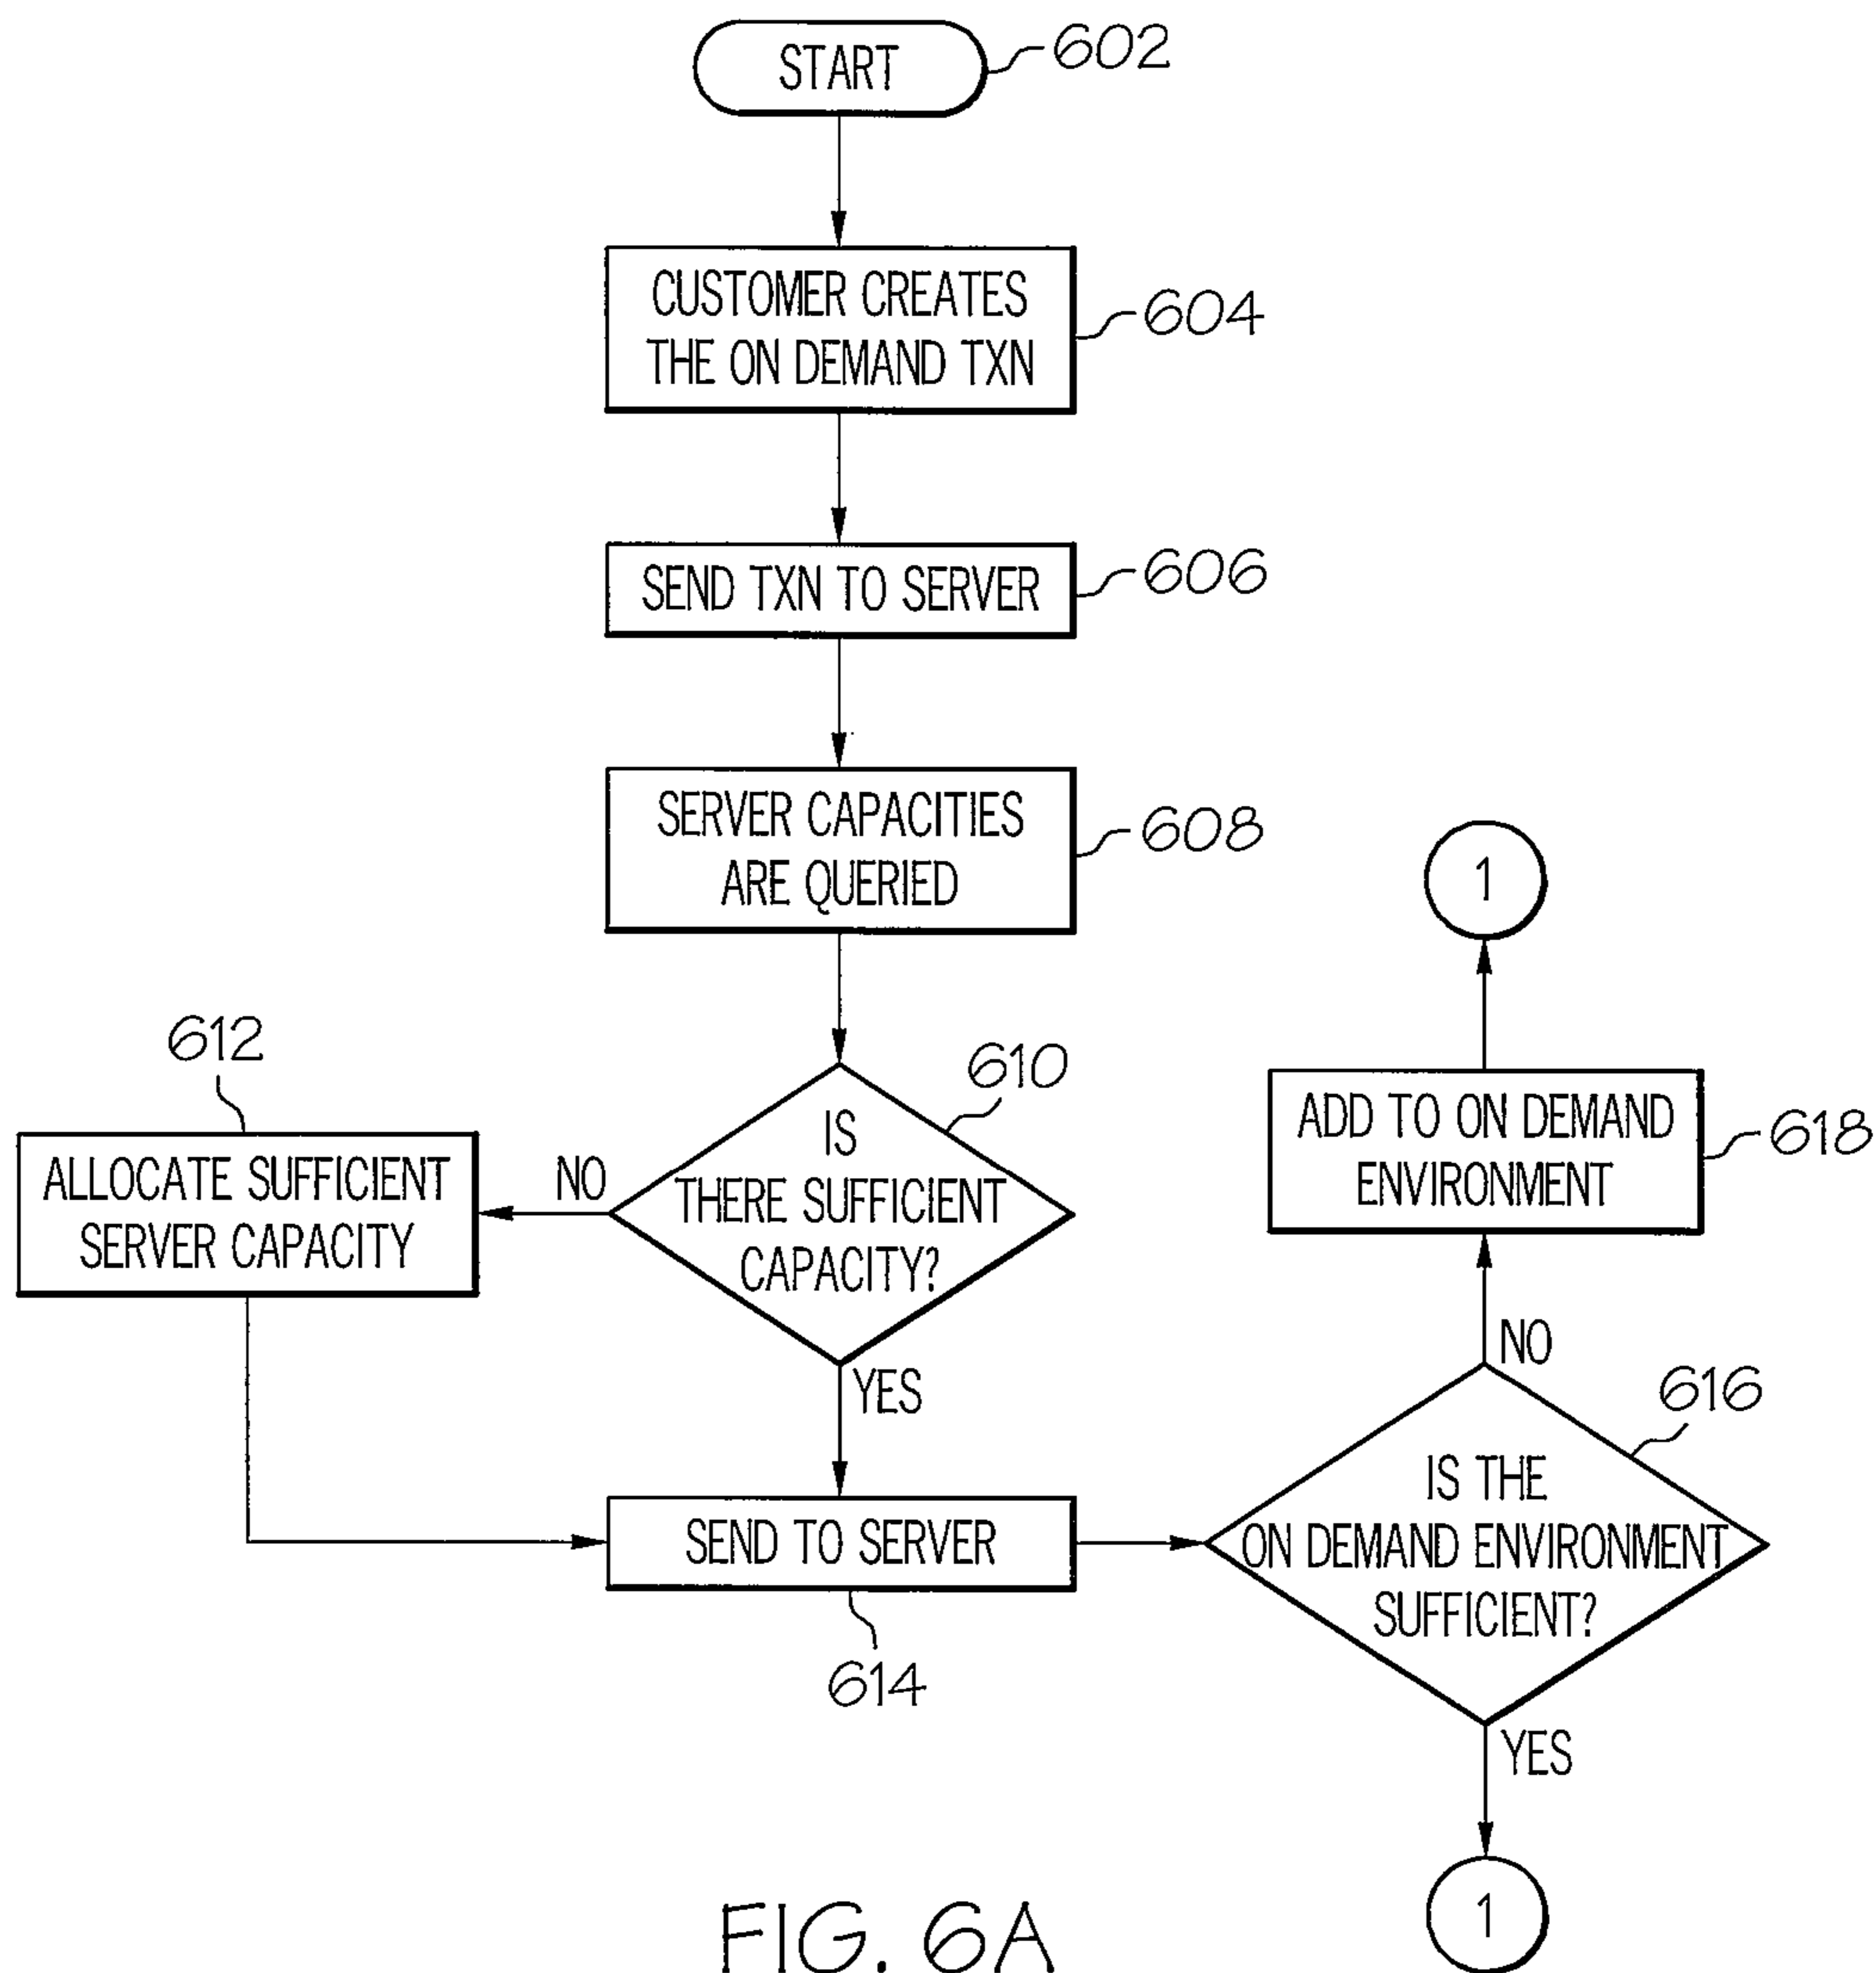 START
602
CUSTOMER CREATES
THE ON DEMAND TXN
604
SEND TXN TO SERVER
606
SERVER CAPACITIES
ARE QUERIED
608
IS
THERE SUFFICIENT
CAPACITY?
610
NO
612
ALLOCATE SUFFICIENT
SERVER CAPACITY
YES
SEND TO SERVER
614
IS THE
ON DEMAND ENVIRONMENT
SUFFICIENT?
616
NO
ADD TO ON DEMAND
ENVIRONMENT
618
1
YES
1
FIG. 6A